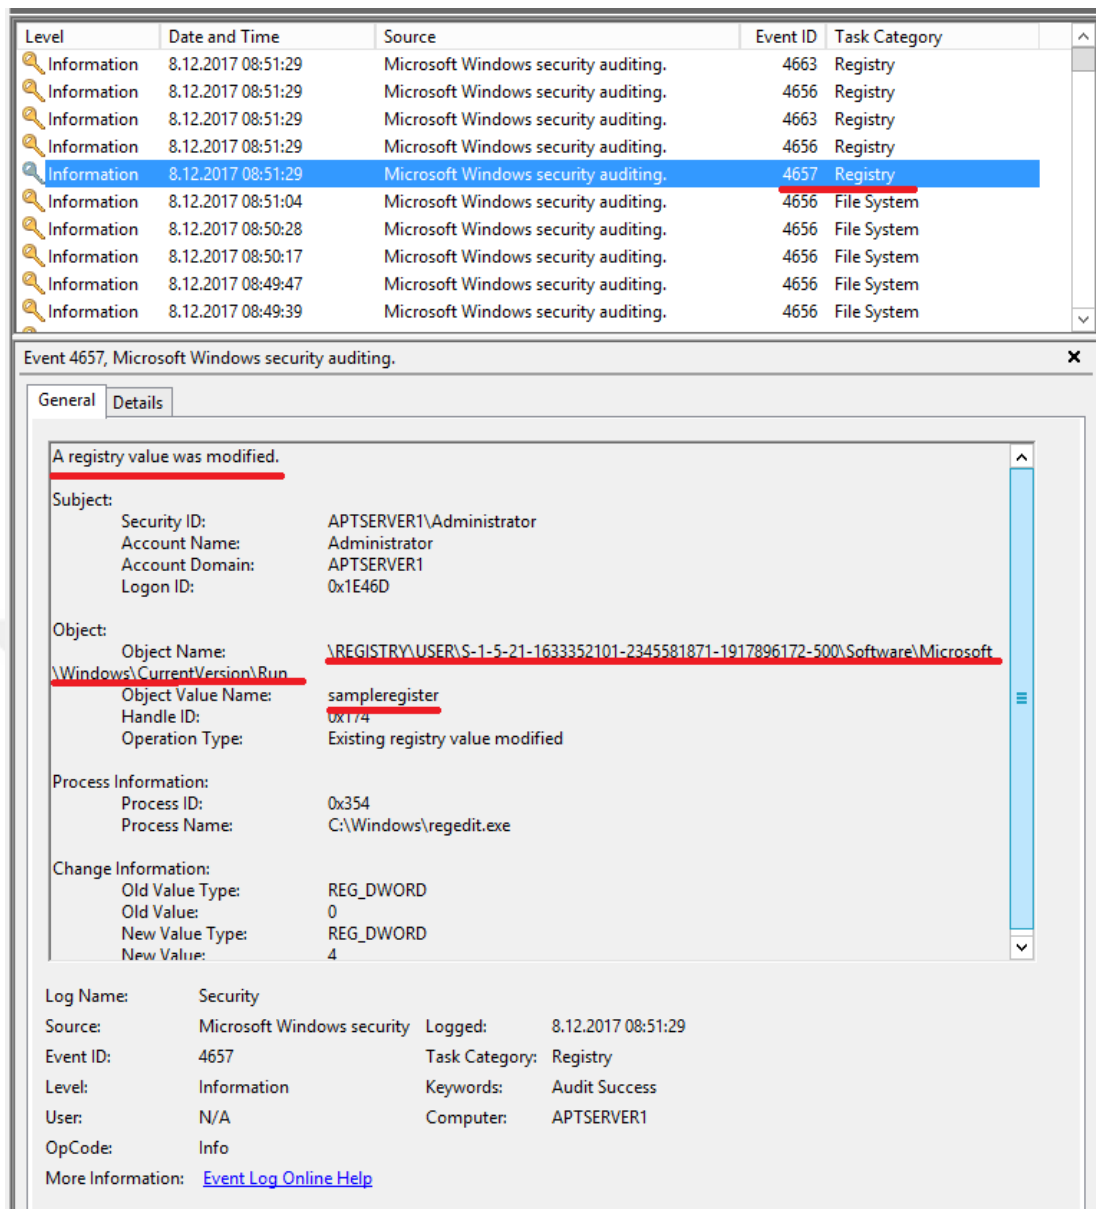 Level Date and Time Source Event ID Task Category
Information 8.12.2017 08:51:29 Microsoft Windows security auditing. 4663 Registry
Information 8.12.2017 08:51:29 Microsoft Windows security auditing. 4656 Registry
Information 8.12.2017 08:51:29 Microsoft Windows security auditing. 4663 Registry
Information 8.12.2017 08:51:29 Microsoft Windows security auditing. 4656 Registry
Information 8.12.2017 08:51:29 Microsoft Windows security auditing. 4657 Registry
Information 8.12.2017 08:51:04 Microsoft Windows security auditing. 4656 File System
Information 8.12.2017 08:50:28 Microsoft Windows security auditing. 4656 File System
Information 8.12.2017 08:50:17 Microsoft Windows security auditing. 4656 File System
Information 8.12.2017 08:49:47 Microsoft Windows security auditing. 4656 File System
Information 8.12.2017 08:49:39 Microsoft Windows security auditing. 4656 File System
Event 4657, Microsoft Windows security auditing.
General Details
A registry value was modified.
Subject:
Security ID: APTSERVER1\Administrator
Account Name: Administrator
Account Domain: APTSERVER1
Logon ID: 0x1E46D
Object:
Object Name: \REGISTRY\USER\S-1-5-21-1633352101-2345581871-1917896172-500\Software\Microsoft
\Windows\CurrentVersion\Run
Object Value Name: sampleregister
Handle ID: 0x174
Operation Type: Existing registry value modified
Process Information:
Process ID: 0x354
Process Name: C:\Windows\regedit.exe
Change Information:
Old Value Type: REG_DWORD
Old Value: 0
New Value Type: REG_DWORD
New Value: 4
Log Name: Security
Source: Microsoft Windows security Logged: 8.12.2017 08:51:29
Event ID: 4657 Task Category: Registry
Level: Information Keywords: Audit Success
User: N/A Computer: APTSERVER1
OpCode: Info
More Information: Event Log Online Help